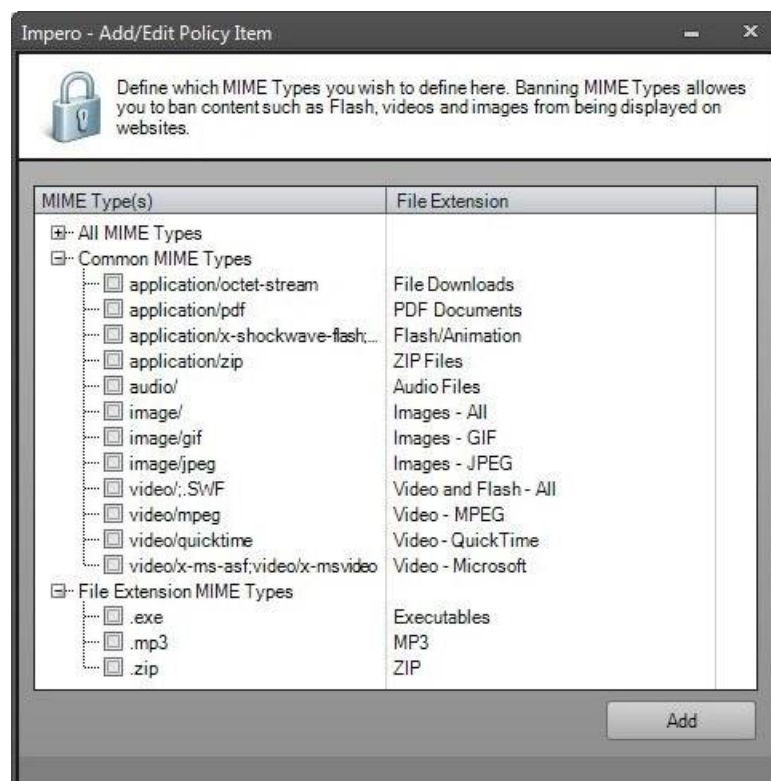 Impero - Add/Edit Policy Item
Define which MIME Types you wish to define here. Banning MIME Types allowes
you to ban content such as Flash, videos and images from being displayed on
websites.
MIME Type(s) File Extension
All MIME Types
Common MIME Types
application/octet-stream File Downloads
application/pdf PDF Documents
application/x-shockwave-flash;... Flash/Animation
application/zip ZIP Files
audio/ Audio Files
image/ Images - All
image/gif Images - GIF
image/jpeg Images - JPEG
video/;.SWF Video and Flash - All
video/mpeg Video - MPEG
video/quicktime Video - QuickTime
video/x-ms-asf;video/x-msvideo Video - Microsoft
File Extension MIME Types
.exe Executables
.mp3 MP3
.zip ZIP
Add